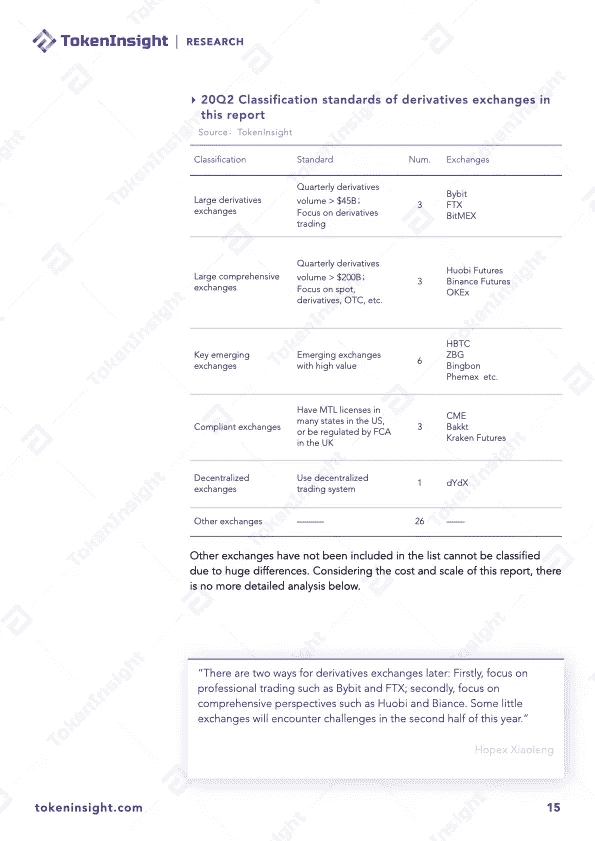 TokenInsight | RESEARCH
20Q2 Classification standards of derivatives exchanges in
this report
Source: TokenInsight
Classification Standard Num. Exchanges
Large derivatives
exchanges
Quarterly derivatives
volume > $45B;
Focus on derivatives
trading
3
Bybit
FTX
BitMEX
Large comprehensive
exchanges
Quarterly derivatives
volume > $200B;
Focus on spot,
derivatives, OTC, etc.
3
Huobi Futures
Binance Futures
OKEx
Key emerging
exchanges
Emerging exchanges
with high value
6
HBTC
ZBG
Bingbon
Phemex etc.
Compliant exchanges
Have MTL licenses in
many states in the US,
or be regulated by FCA
in the UK
3
CME
Bakkt
Kraken Futures
Decentralized
exchanges
Use decentralized
trading system
1
dYdX
Other exchanges ——— 26 ——
Other exchanges have not been included in the list cannot be classified
due to huge differences. Considering the cost and scale of this report, there
is no more detailed analysis below.
“There are two ways for derivatives exchanges later: Firstly, focus on
professional trading such as Bybit and FTX; secondly, focus on
comprehensive perspectives such as Huobi and Biance. Some little
exchanges will encounter challenges in the second half of this year.”
Hopex Xiaoleng
tokeninsight.com 15